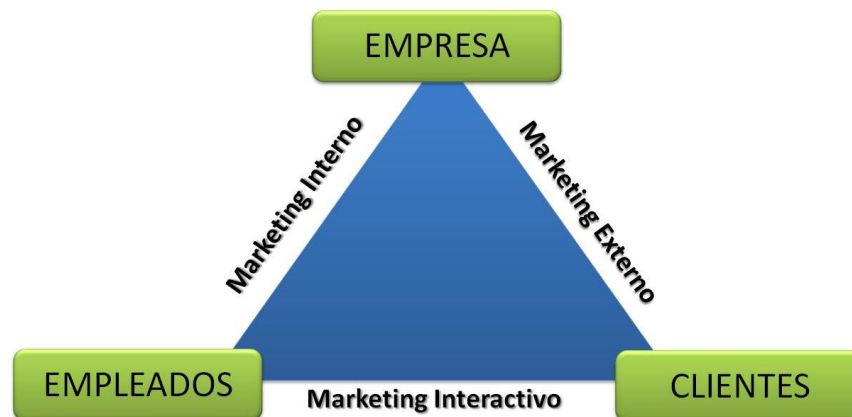 EMPRESA
Marketing Interno
Marketing Externo
EMPLEADOS
Marketing Interactivo
CLIENTES